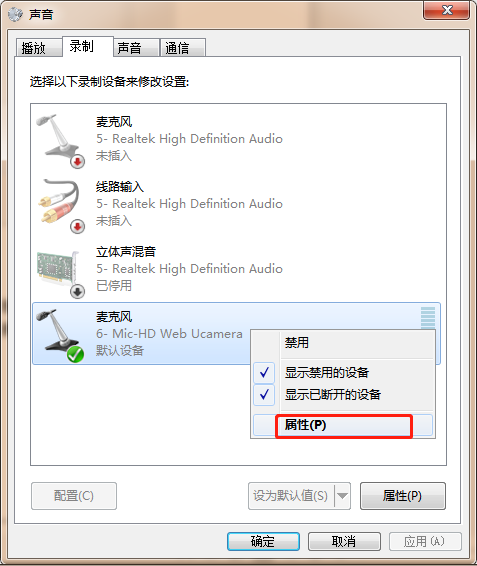 声音
播放 录制 声音 通信
选择以下录制设备来修改设置:
麦克风
5- Realtek High Definition Audio
未插入
线路输入
5- Realtek High Definition Audio
未插入
立体声混音
5- Realtek High Definition Audio
已停用
麦克风
6- Mic-HD Web Ucamera
默认设备
禁用
显示禁用的设备
显示已断开的设备
属性(P)
配置(C) 设为默认值(S) 属性(P)
确定 取消 应用(A)